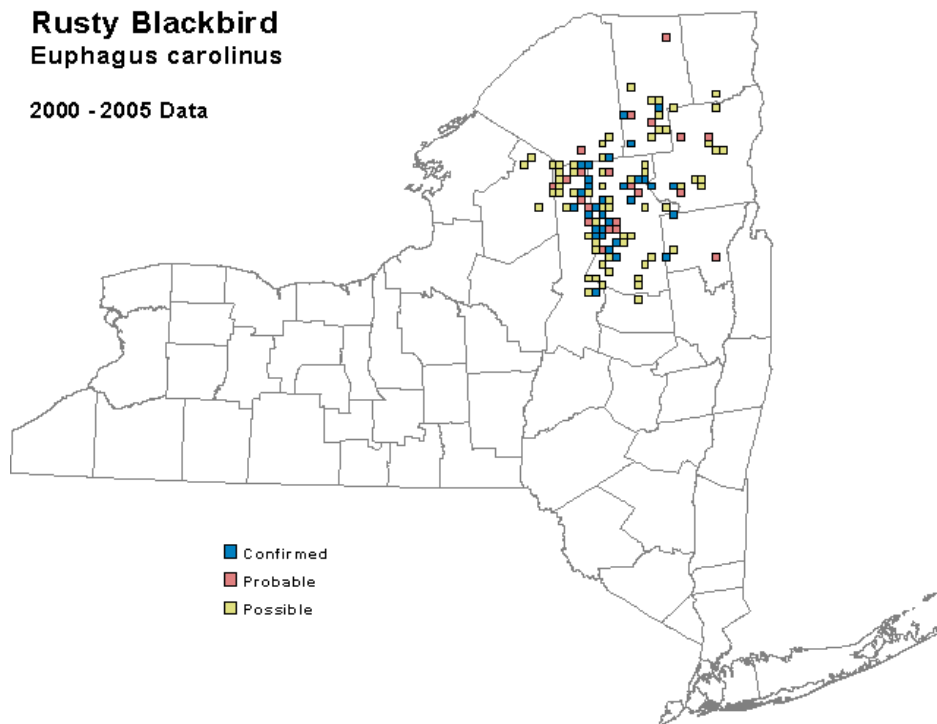 Rusty Blackbird
Euphagus carolinus
2000 - 2005 Data
Confirmed
Probable
Possible